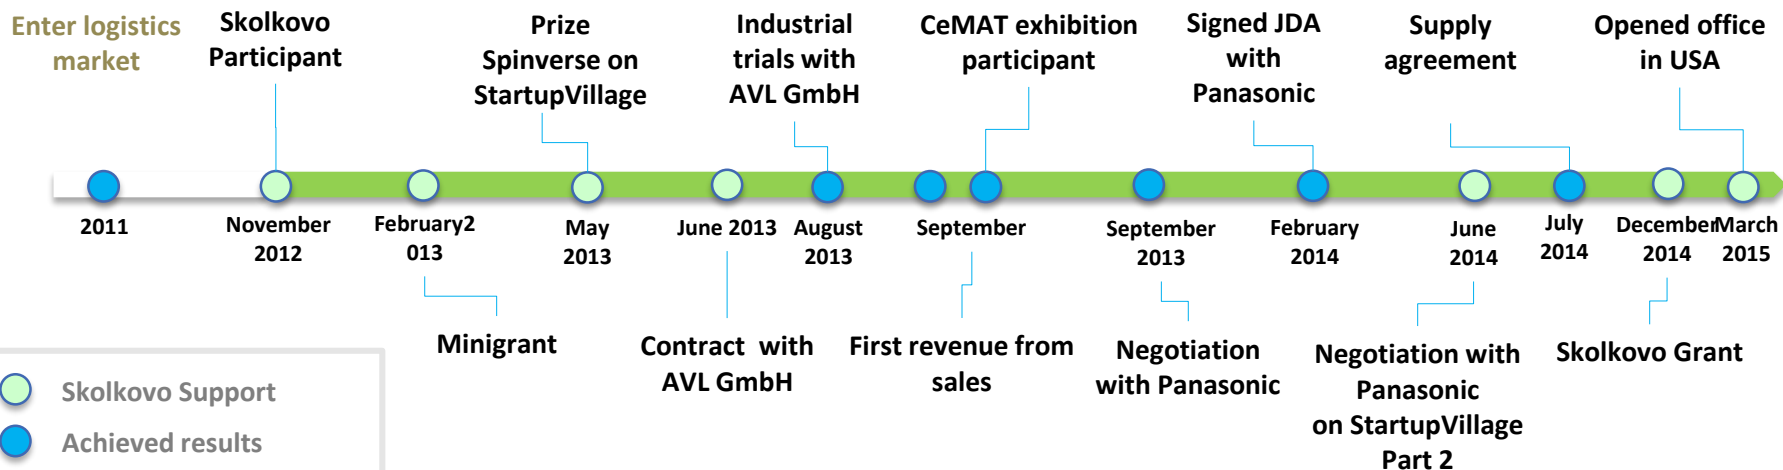 Enter logistics
market
Skolkovo
Participant
Prize
Spinverse on
StartupVillage
Industrial
trials with
AVL GmbH
CeMAT exhibition
participant
Signed JDA
with
Panasonic
Supply
agreement
Opened office
in USA
2011
November
2012
February2
013
May
2013
June 2013
August
2013
September
September
2013
February
2014
June
2014
July
2014
December
2014
March
2015
Minigrant
Contract with
AVL GmbH
First revenue from
sales
Negotiation
with Panasonic
Negotiation with
Panasonic
on StartupVillage
Part 2
Skolkovo Grant
Skolkovo Support
Achieved results